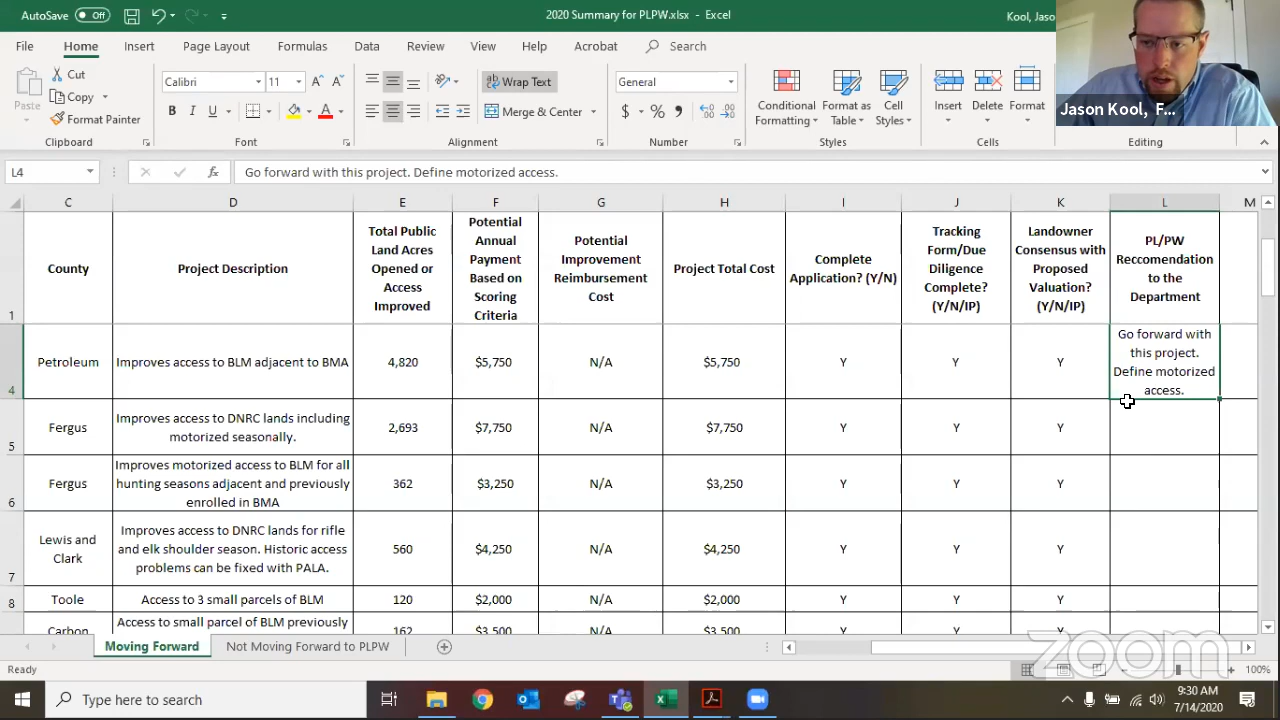 AutoSave Off 2020 Summary for PLPW.xlsx - Excel Kool, Jaso
File Home Insert Page Layout Formulas Data Review View Help Acrobat Search
Cut
Copy
Format Painter
Paste
Clipboard
Calibri 11
B I U
Font
Wrap Text
Merge & Center
Alignment
General
$ % ,
Number
Conditional
Formatting
Format as
Table
Cell
Styles
Styles
Insert Delete Format
Cells
Editing
Jason Kool, F...
L4 fx Go forward with this project. Define motorized access.
C D E F G H I J K L M
1
County
Project Description
Total Public
Land Acres
Opened or
Access
Improved
Potential
Annual
Payment
Based on
Scoring
Criteria
Potential
Improvement
Reimbursement
Cost
Project Total Cost
Complete
Application? (Y/N)
Tracking
Form/Due
Diligence
Complete?
(Y/N/IP)
Landowner
Consensus with
Proposed
Valuation?
(Y/N/IP)
PL/PW
Reccomendation
to the
Department
4
Petroleum
Improves access to BLM adjacent to BMA
4,820
$5,750
N/A
$5,750
Y
Y
Y
Go forward with
this project.
Define motorized
access.
5
Fergus
Improves access to DNRC lands including
motorized seasonally.
2,693
$7,750
N/A
$7,750
Y
Y
Y
6
Fergus
Improves motorized access to BLM for all
hunting seasons adjacent and previously
enrolled in BMA
362
$3,250
N/A
$3,250
Y
Y
Y
7
Lewis and
Clark
Improves access to DNRC lands for rifle
and elk shoulder season. Historic access
problems can be fixed with PALA.
560
$4,250
N/A
$4,250
Y
Y
Y
8
Toole
Access to 3 small parcels of BLM
120
$2,000
N/A
$2,000
Y
Y
Y
Carbon
Access to small parcel of BLM previously
162
$3,500
N/A
$3,500
Y
Y
Y
Moving Forward Not Moving Forward to PLPW
zoom
Ready 100%
Type here to search
9:30 AM
7/14/2020